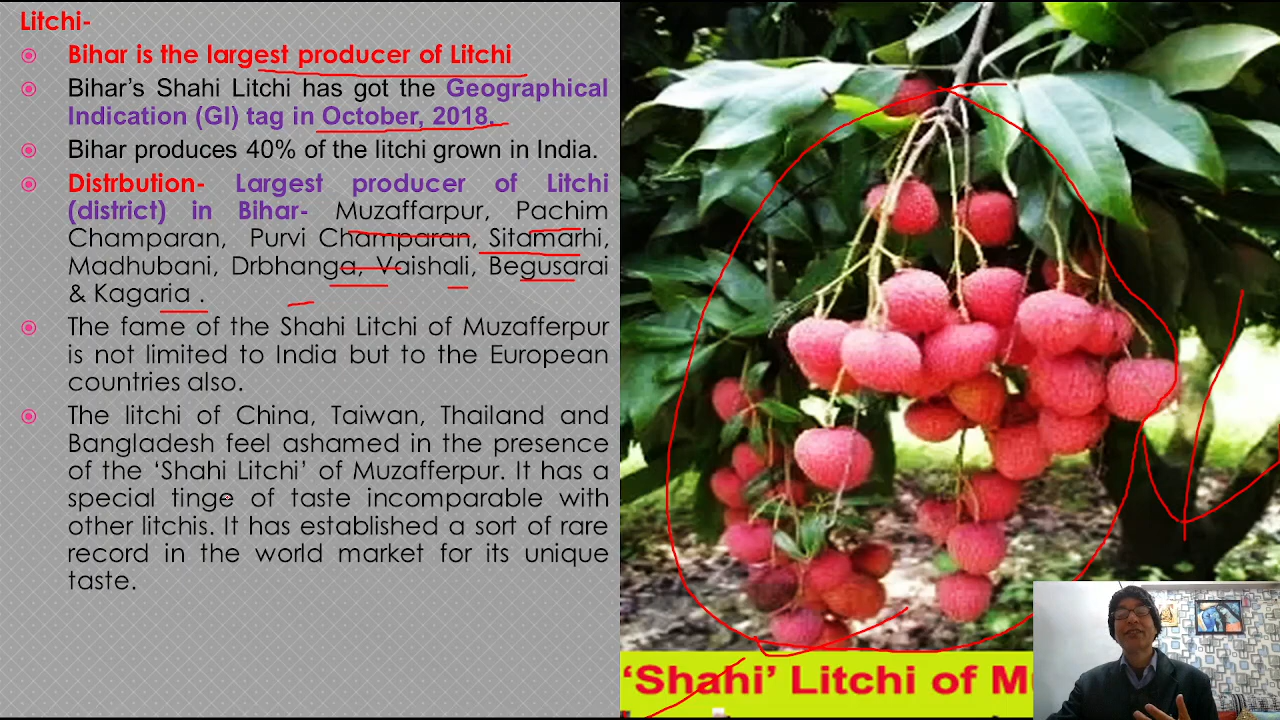 Litchi-
Bihar is the largest producer of Litchi
Bihar's Shahi Litchi has got the Geographical
Indication (GI) tag in October, 2018.
Bihar produces 40% of the litchi grown in India.
Distrbution- Largest producer of Litchi
(district) in Bihar- Muzaffarpur, Pachim
Champaran, Purvi Champaran, Sitamarhi,
Madhubani, Drbhanga, Vaishali, Begusarai
& Kagaria .
The fame of the Shahi Litchi of Muzafferpur
is not limited to India but to the European
countries also.
The litchi of China, Taiwan, Thailand and
Bangladesh feel ashamed in the presence
of the 'Shahi Litchi' of Muzafferpur. It has a
special tinge of taste incomparable with
other litchis. It has established a sort of rare
record in the world market for its unique
taste.
'Shahi' Litchi of M